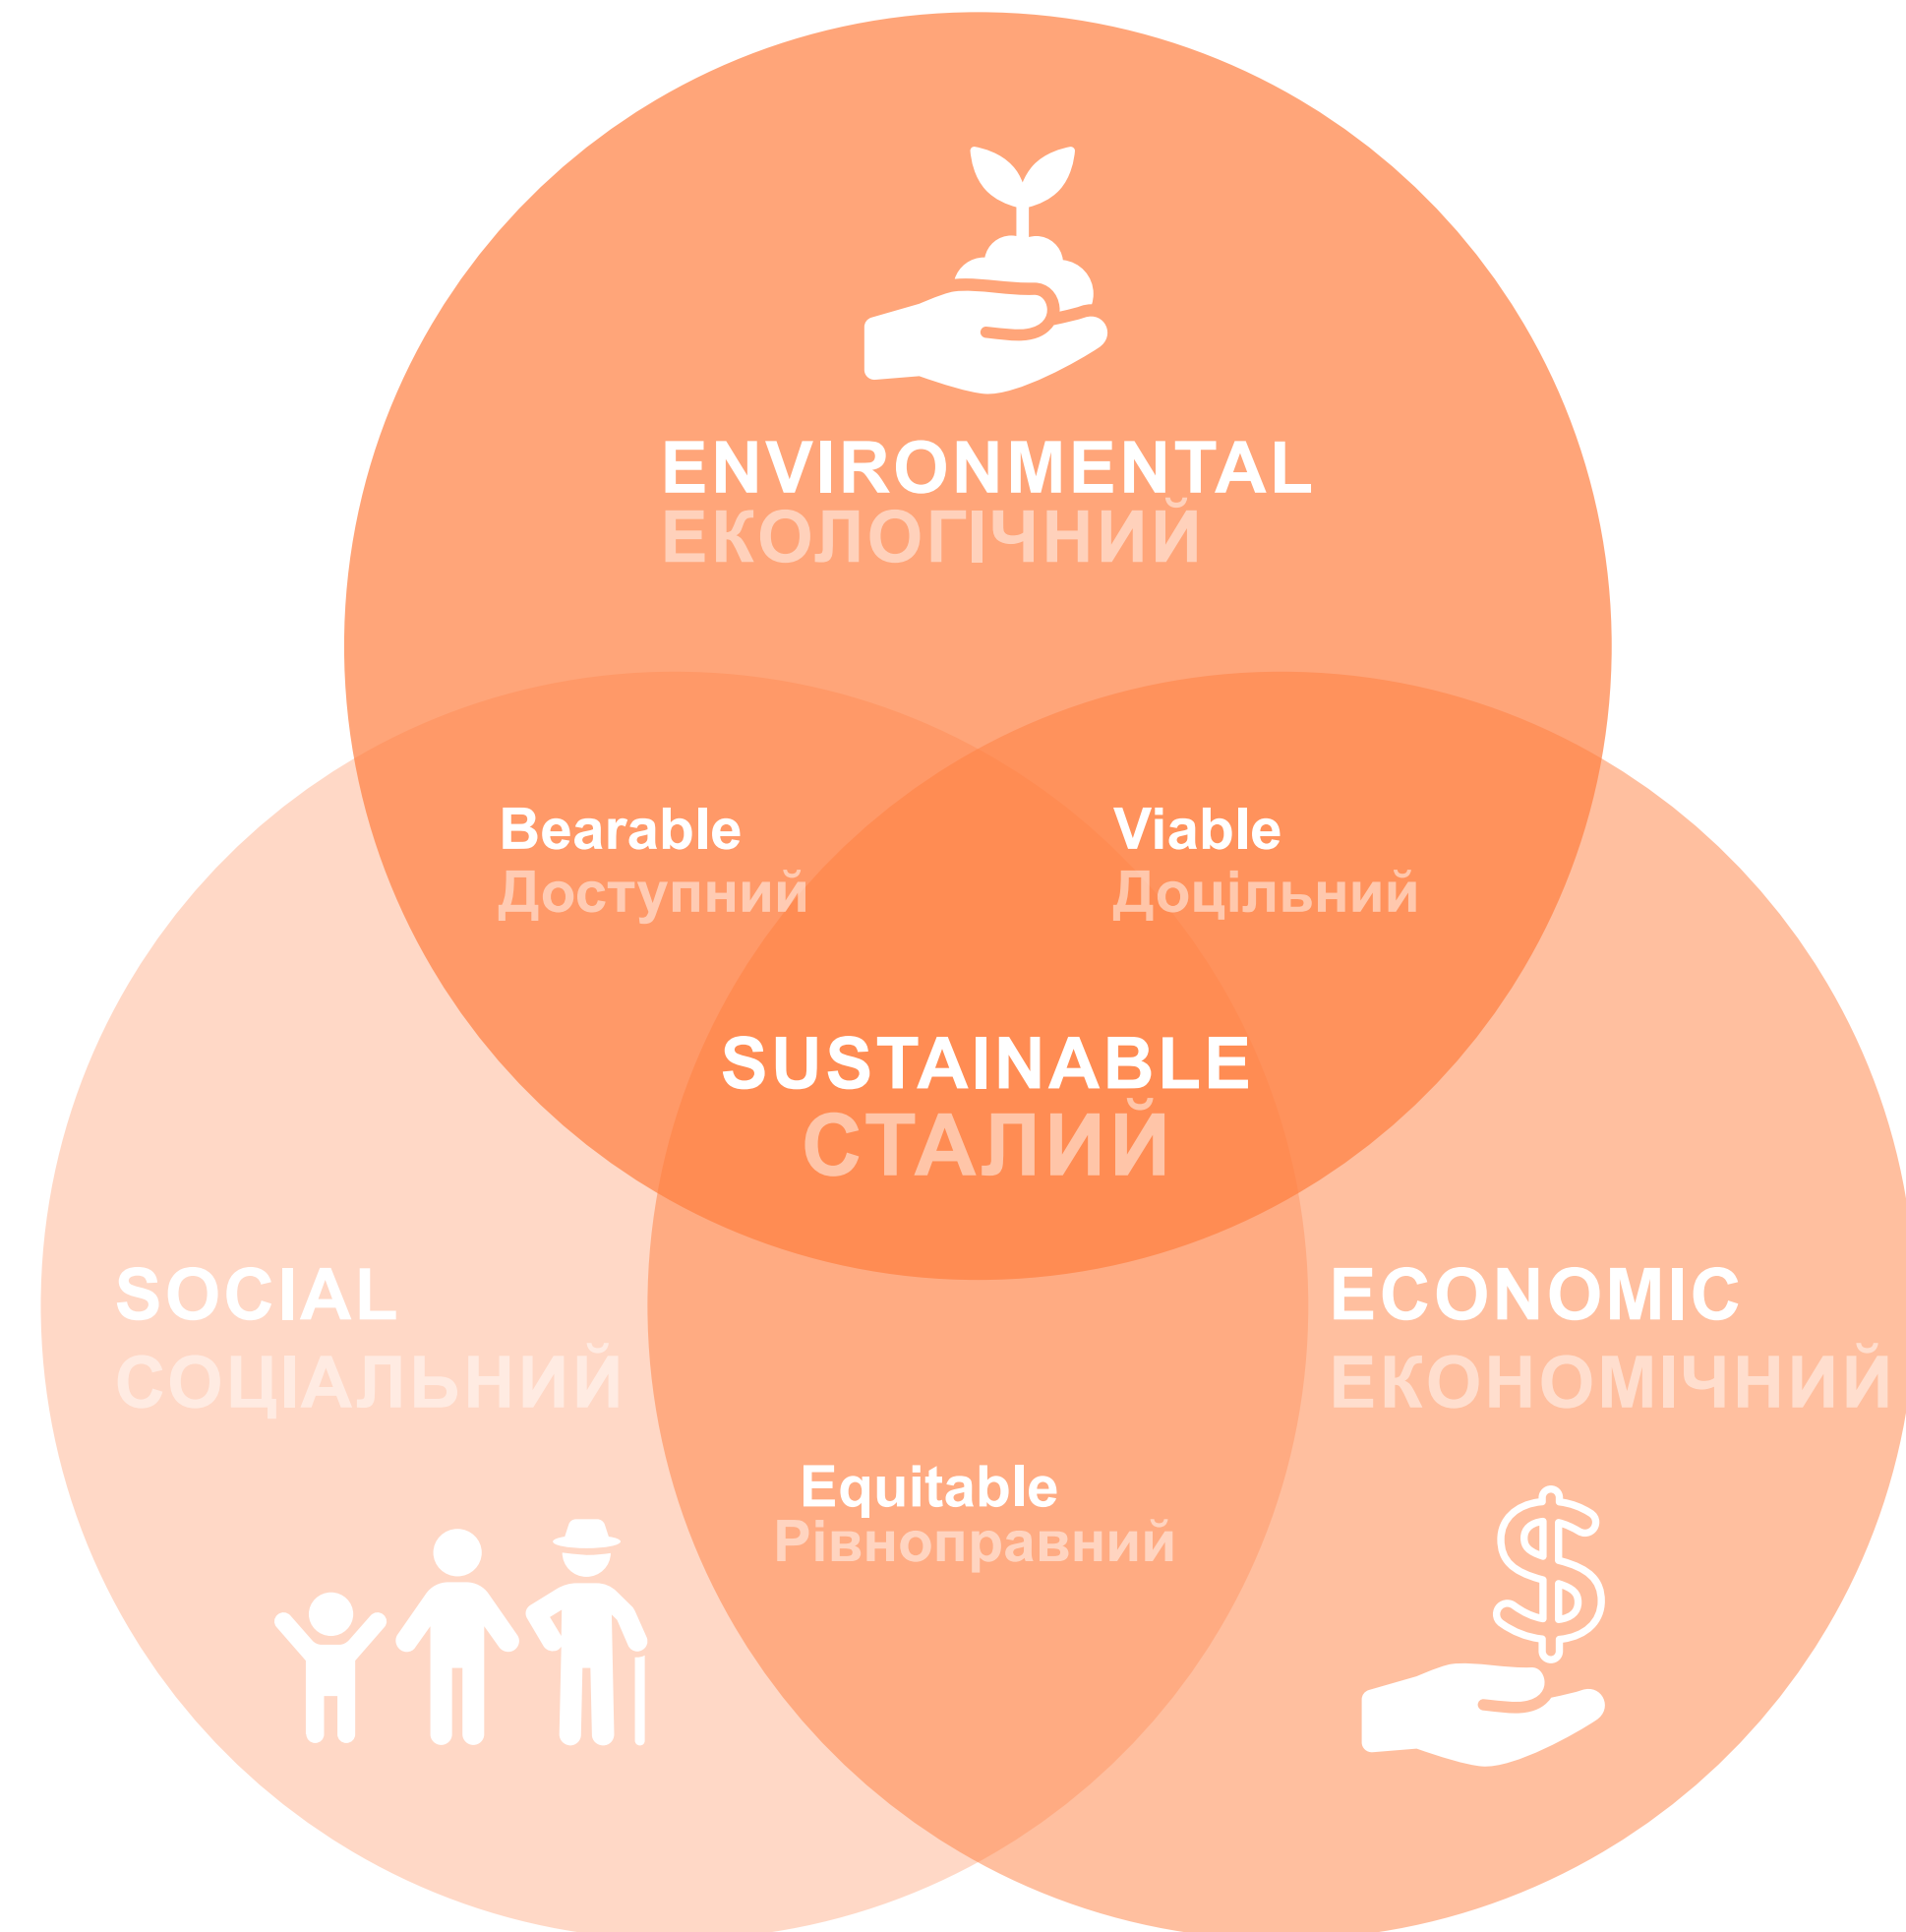 ENVIRONMENTAL
ЕКОЛОГІЧНИЙ
Bearable
Доступний
Viable
Доцільний
SUSTAINABLE
СТАЛИЙ
SOCIAL
СОЦІАЛЬНИЙ
ECONOMIC
ЕКОНОМІЧНИЙ
Equitable
Рівноправний